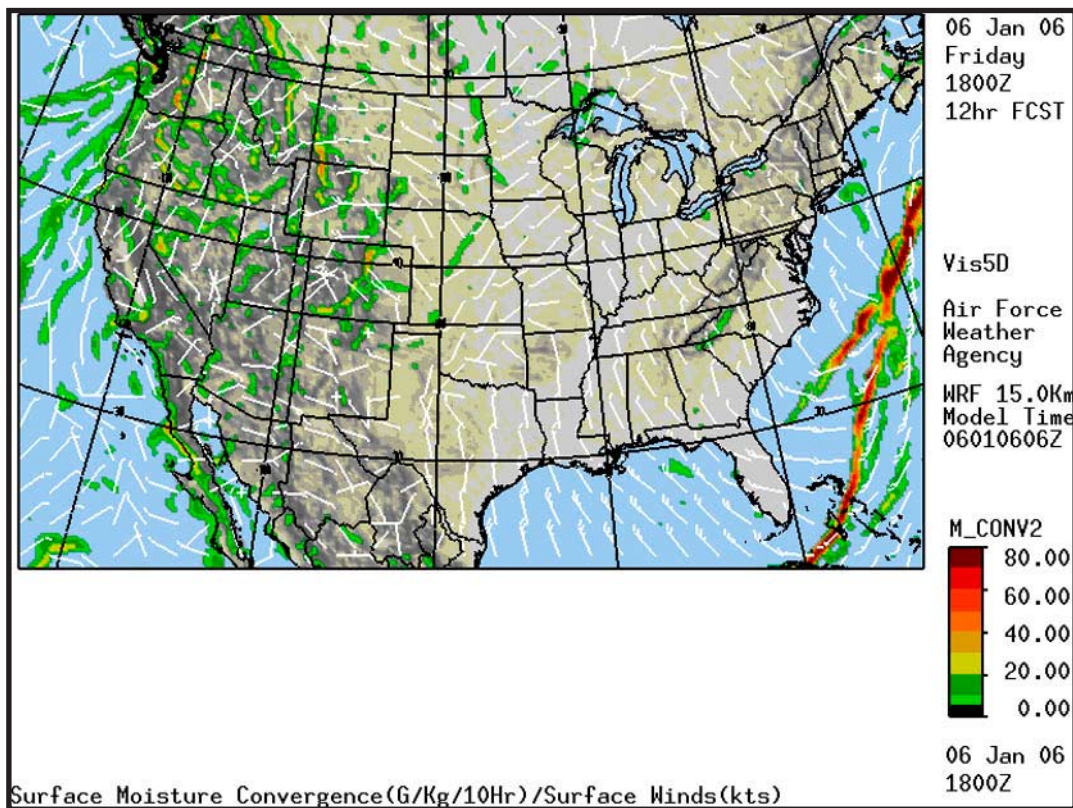 06 Jan 06
Friday
1800Z
12hr FCST
Vis5D
Air Force
Weather
Agency
WRF 15.0Km
Model Time
06010606Z
M_CONV2
80.00
60.00
40.00
20.00
0.00
06 Jan 06
1800Z
Surface Moisture Convergence(G/Kg/10Hr)/Surface Winds(kts)